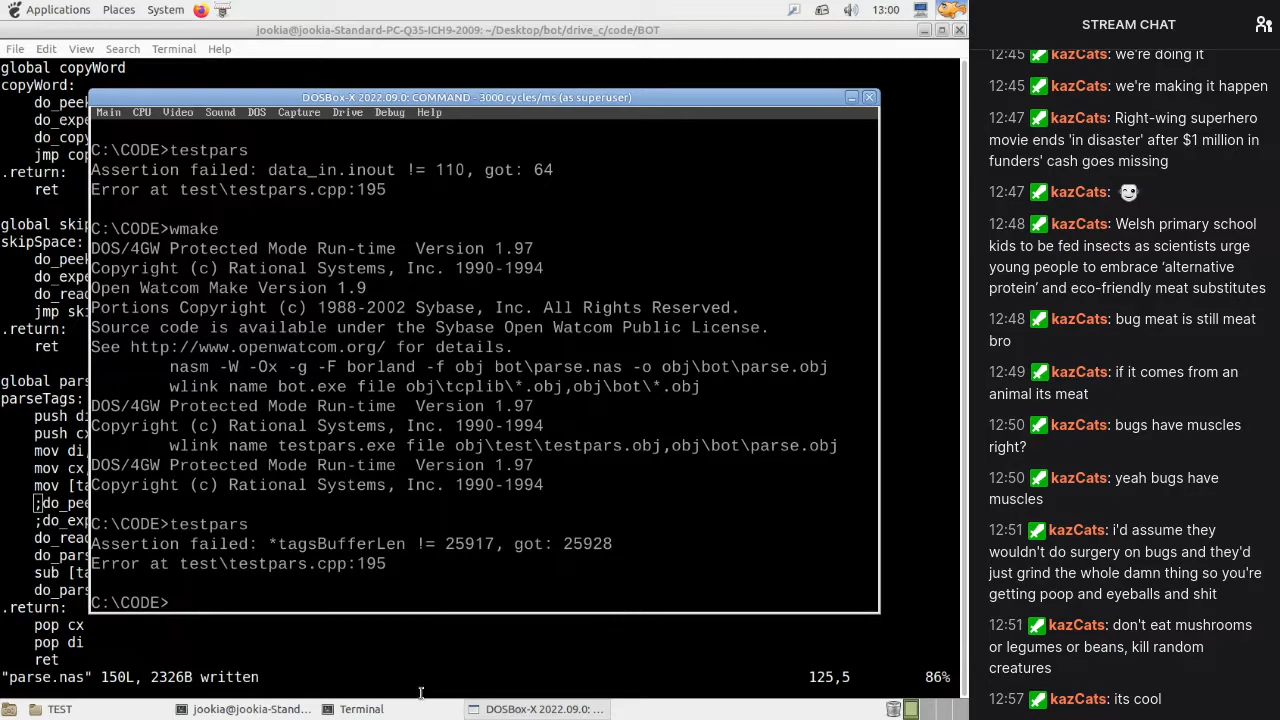 Applications Places System 13:00
jookia@jookia-Standard-PC-Q35-ICH9-2009: ~/Desktop/bot/drive_c/code/BOT
File Edit View Search Terminal Help
global copyWord
copyWord:
do_pee
do_expe
do_copy
jmp cop
.return:
ret
global skip
skipSpace:
do_peek
do_expe
do_read
jmp ski
.return:
ret
global pars
parseTags:
push di
push cx
mov di,
mov cx,
mov [ta
;do_pee
;do_exp
do_read
do_pars
sub [ta
do_pars
.return:
pop cx
pop di
ret
"parse.nas" 150L, 2326B written 125,5 86%
DOSBox-X 2022.09.0: COMMAND - 3000 cycles/ms (as superuser)
Main CPU Video Sound DOS Capture Drive Debug Help
C:\CODE>testpars
Assertion failed: data_in.inout != 110, got: 64
Error at test\testpars.cpp:195
C:\CODE>wmake
DOS/4GW Protected Mode Run-time Version 1.97
Copyright (c) Rational Systems, Inc. 1990-1994
Open Watcom Make Version 1.9
Portions Copyright (c) 1988-2002 Sybase, Inc. All Rights Reserved.
Source code is available under the Sybase Open Watcom Public License.
See http://www.openwatcom.org/ for details.
nasm -W -Ox -g -F borland -f obj bot\parse.nas -o obj\bot\parse.obj
wlink name bot.exe file obj\tcplib\*.obj,obj\bot\*.obj
DOS/4GW Protected Mode Run-time Version 1.97
Copyright (c) Rational Systems, Inc. 1990-1994
wlink name testpars.exe file obj\test\testpars.obj,obj\bot\parse.obj
DOS/4GW Protected Mode Run-time Version 1.97
Copyright (c) Rational Systems, Inc. 1990-1994
C:\CODE>testpars
Assertion failed: *tagsBufferLen != 25917, got: 25928
Error at test\testpars.cpp:195
C:\CODE>
TEST jookia@jookia-Stand... Terminal DOSBox-X 2022.09.0: ...
STREAM CHAT
12:45 kazCats: we're doing it
12:45 kazCats: we're making it happen
12:47 kazCats: Right-wing superhero
movie ends 'in disaster' after $1 million in
funders' cash goes missing
12:47 kazCats:
12:48 kazCats: Welsh primary school
kids to be fed insects as scientists urge
young people to embrace ‘alternative
protein’ and eco-friendly meat substitutes
12:48 kazCats: bug meat is still meat
bro
12:49 kazCats: if it comes from an
animal its meat
12:50 kazCats: bugs have muscles
right?
12:50 kazCats: yeah bugs have
muscles
12:51 kazCats: i'd assume they
wouldn't do surgery on bugs and they'd
just grind the whole damn thing so you're
getting poop and eyeballs and shit
12:51 kazCats: don't eat mushrooms
or legumes or beans, kill random
creatures
12:57 kazCats: its cool